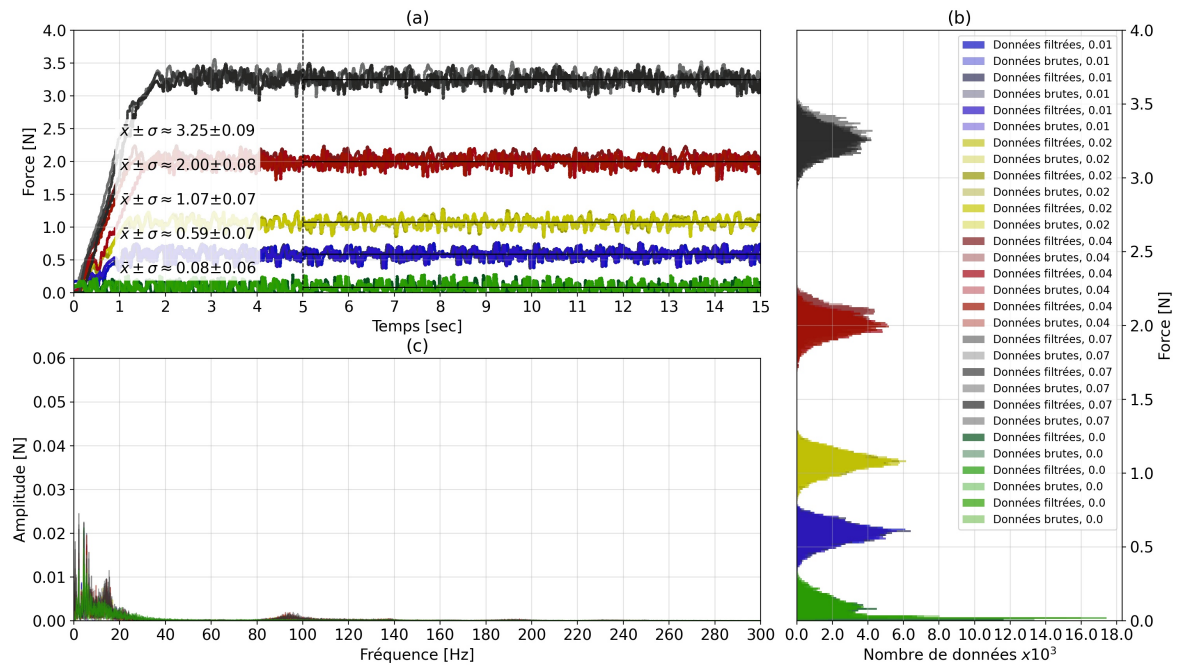 (a)
Force [N]
4.0
3.5
3.0
2.5
2.0
1.5
1.0
0.5
0.0
x̄ ± σ ≈ 3.25±0.09
x̄ ± σ ≈ 2.00±0.08
x̄ ± σ ≈ 1.07±0.07
x̄ ± σ ≈ 0.59±0.07
x̄ ± σ ≈ 0.08±0.06
0 1 2 3 4 5 6 7 8 9 10 11 12 13 14 15
Temps [sec]
(c)
Amplitude [N]
0.06
0.05
0.04
0.03
0.02
0.01
0.00
0 20 40 60 80 100 120 140 160 180 200 220 240 260 280 300
Fréquence [Hz]
(b)
Données filtrées, 0.01
Données brutes, 0.01
Données filtrées, 0.01
Données brutes, 0.01
Données filtrées, 0.01
Données brutes, 0.01
Données filtrées, 0.02
Données brutes, 0.02
Données filtrées, 0.02
Données brutes, 0.02
Données filtrées, 0.02
Données brutes, 0.02
Données filtrées, 0.04
Données brutes, 0.04
Données filtrées, 0.04
Données brutes, 0.04
Données filtrées, 0.04
Données brutes, 0.04
Données filtrées, 0.07
Données brutes, 0.07
Données filtrées, 0.07
Données brutes, 0.07
Données filtrées, 0.07
Données brutes, 0.07
Données filtrées, 0.0
Données brutes, 0.0
Données filtrées, 0.0
Données brutes, 0.0
Données filtrées, 0.0
Données brutes, 0.0
4.0
3.5
3.0
2.5
2.0
1.5
1.0
0.5
0.0
Force [N]
0.0 2.0 4.0 6.0 8.0 10.0 12.0 14.0 16.0 18.0
Nombre de données x10³